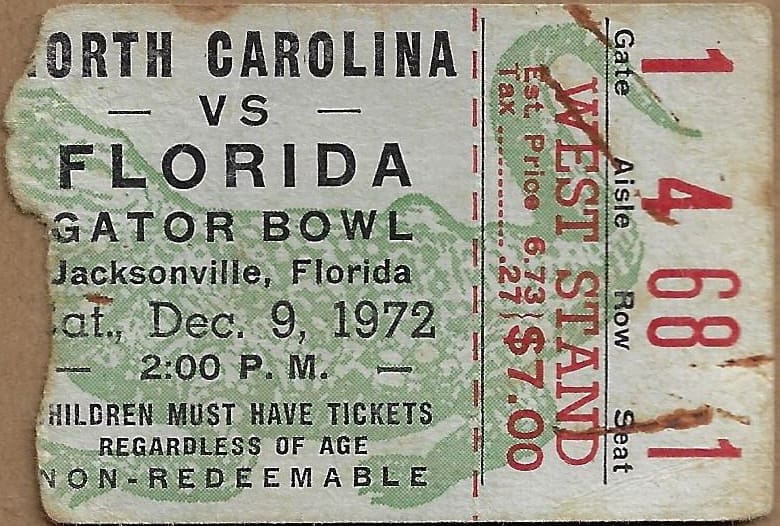 ORTH CAROLINA
— VS —
FLORIDA
GATOR BOWL
Jacksonville, Florida
at., Dec. 9, 1972
— 2:00 P. M. —
HILDREN MUST HAVE TICKETS
REGARDLESS OF AGE
NON-REDEEMABLE
Est. Price 6.73
Tax ........... .27
$7.00
WEST STAND
Gate Aisle Row Seat
1 4 68 1